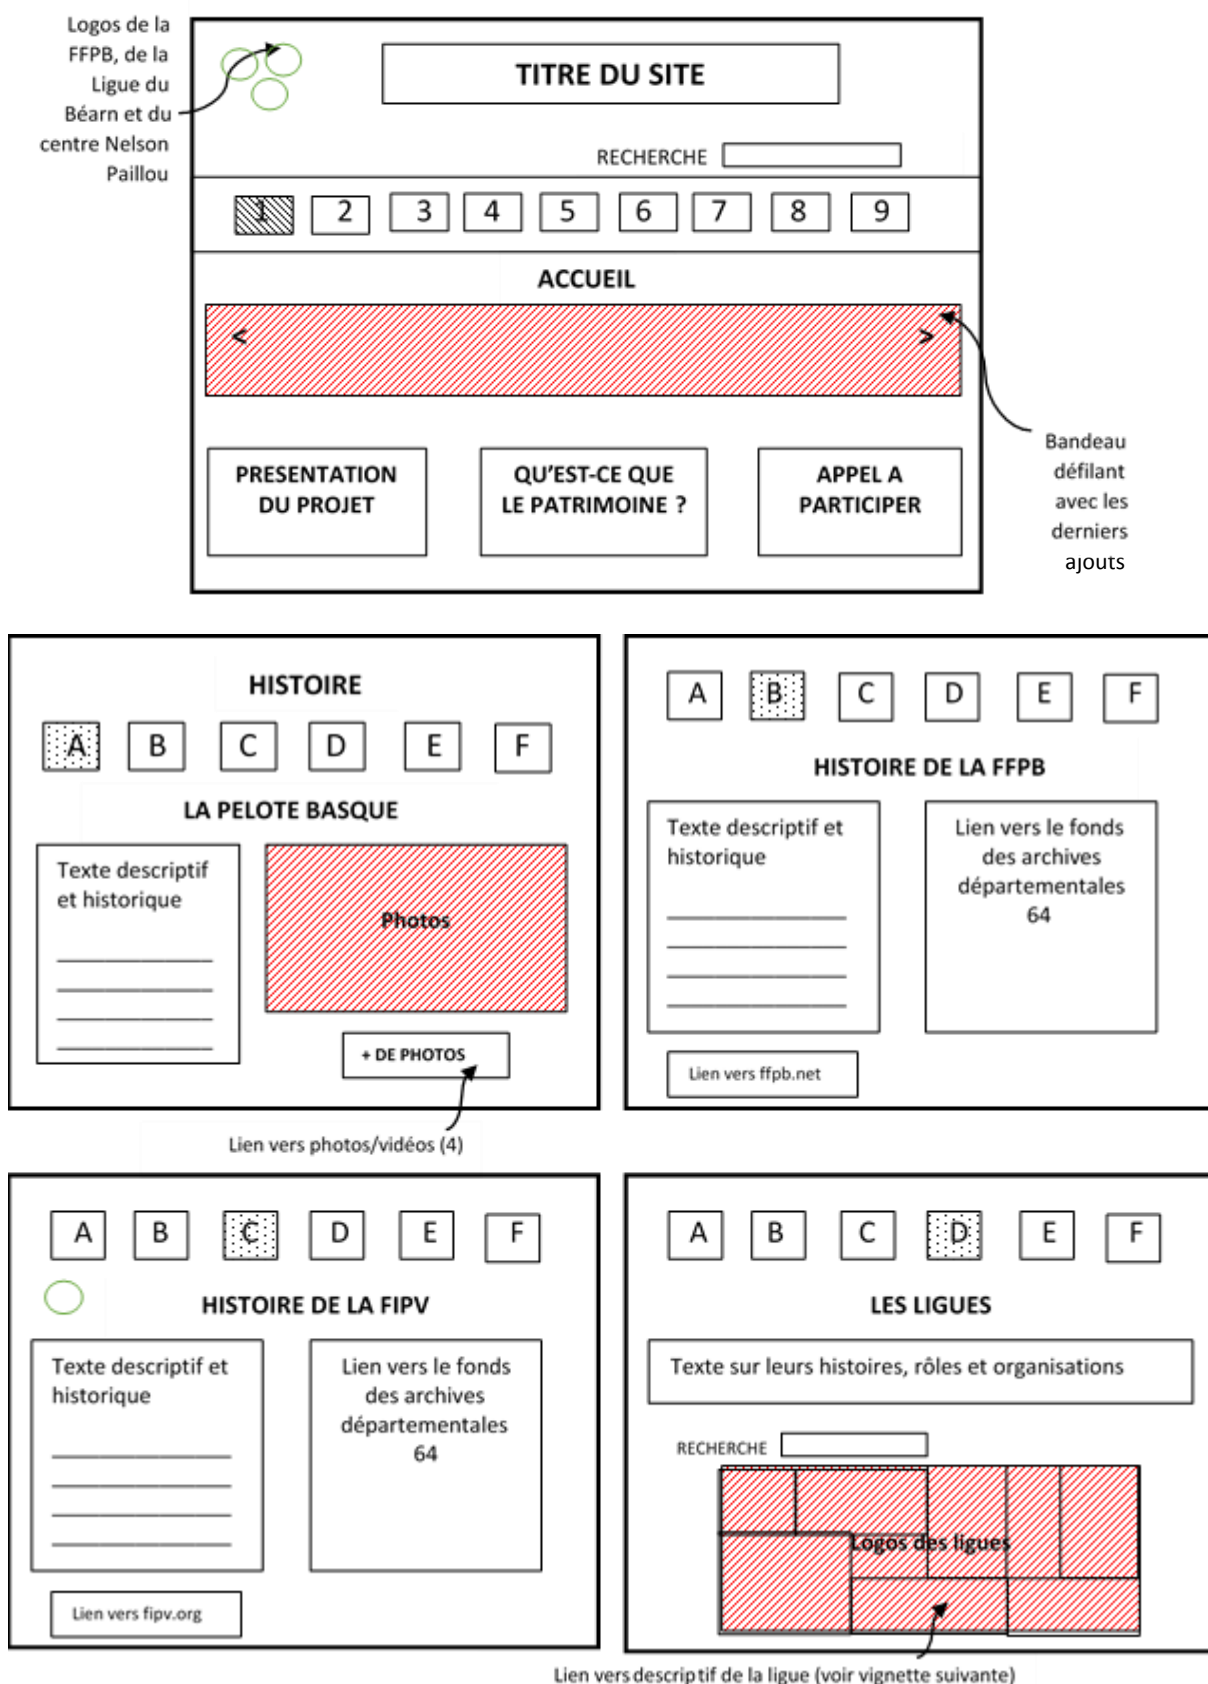 Logos de la
FFPB, de la
Ligue du
Béarn et du
centre Nelson
Paillou
TITRE DU SITE
RECHERCHE
1 2 3 4 5 6 7 8 9
ACCUEIL
< >
Bandeau
défilant
avec les
derniers
ajouts
PRESENTATION
DU PROJET
QU'EST-CE QUE
LE PATRIMOINE ?
APPEL A
PARTICIPER
HISTOIRE
A B C D E F
LA PELOTE BASQUE
Texte descriptif
et historique
Photos
+ DE PHOTOS
Lien vers photos/vidéos (4)
A B C D E F
HISTOIRE DE LA FFPB
Texte descriptif et
historique
Lien vers le fonds
des archives
départementales
64
Lien vers ffpb.net
A B C D E F
HISTOIRE DE LA FIPV
Texte descriptif et
historique
Lien vers le fonds
des archives
départementales
64
Lien vers fipv.org
A B C D E F
LES LIGUES
Texte sur leurs histoires, rôles et organisations
RECHERCHE
Logos des ligues
Lien vers descriptif de la ligue (voir vignette suivante)